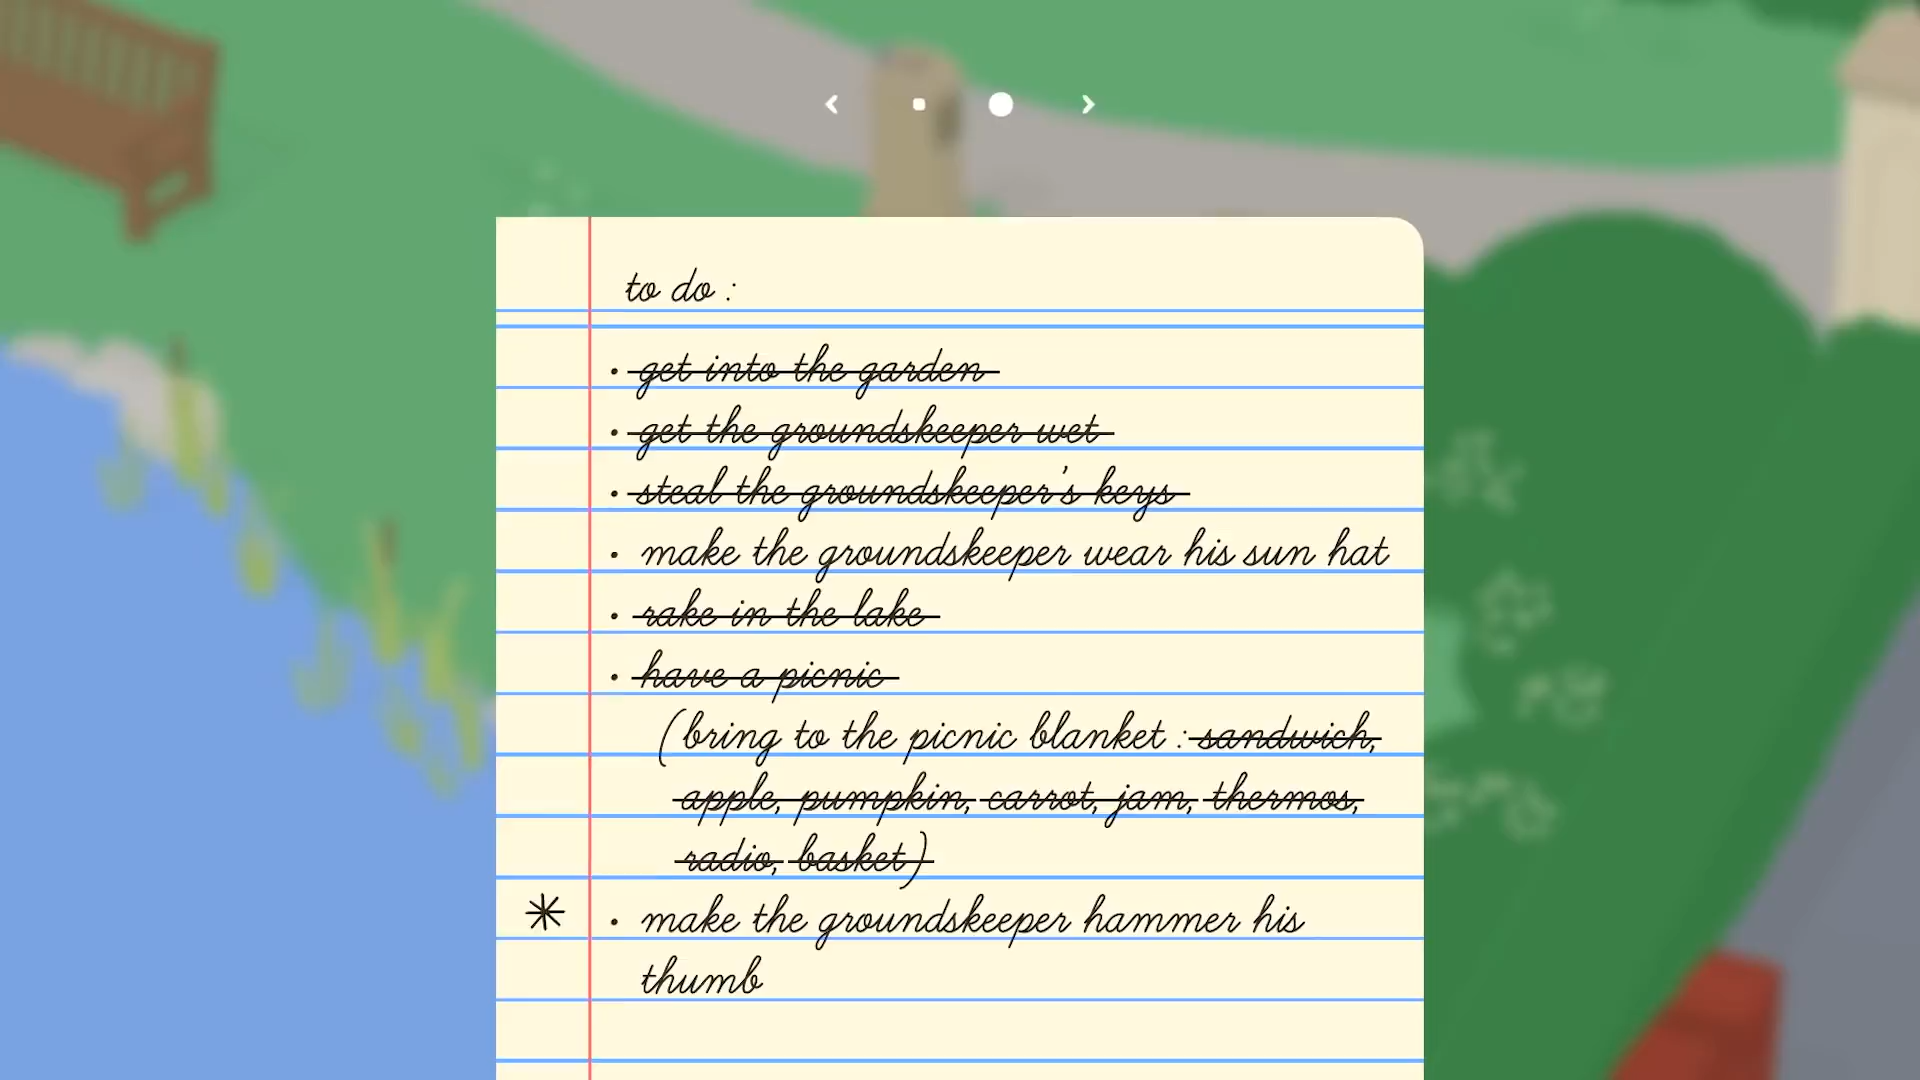 to do :
• get into the garden
• get the groundskeeper wet
• steal the groundskeeper's keys
• make the groundskeeper wear his sun hat
• rake in the lake
• have a picnic
(bring to the picnic blanket : sandwich,
apple, pumpkin, carrot, jam, thermos,
radio, basket)
• make the groundskeeper hammer his
thumb